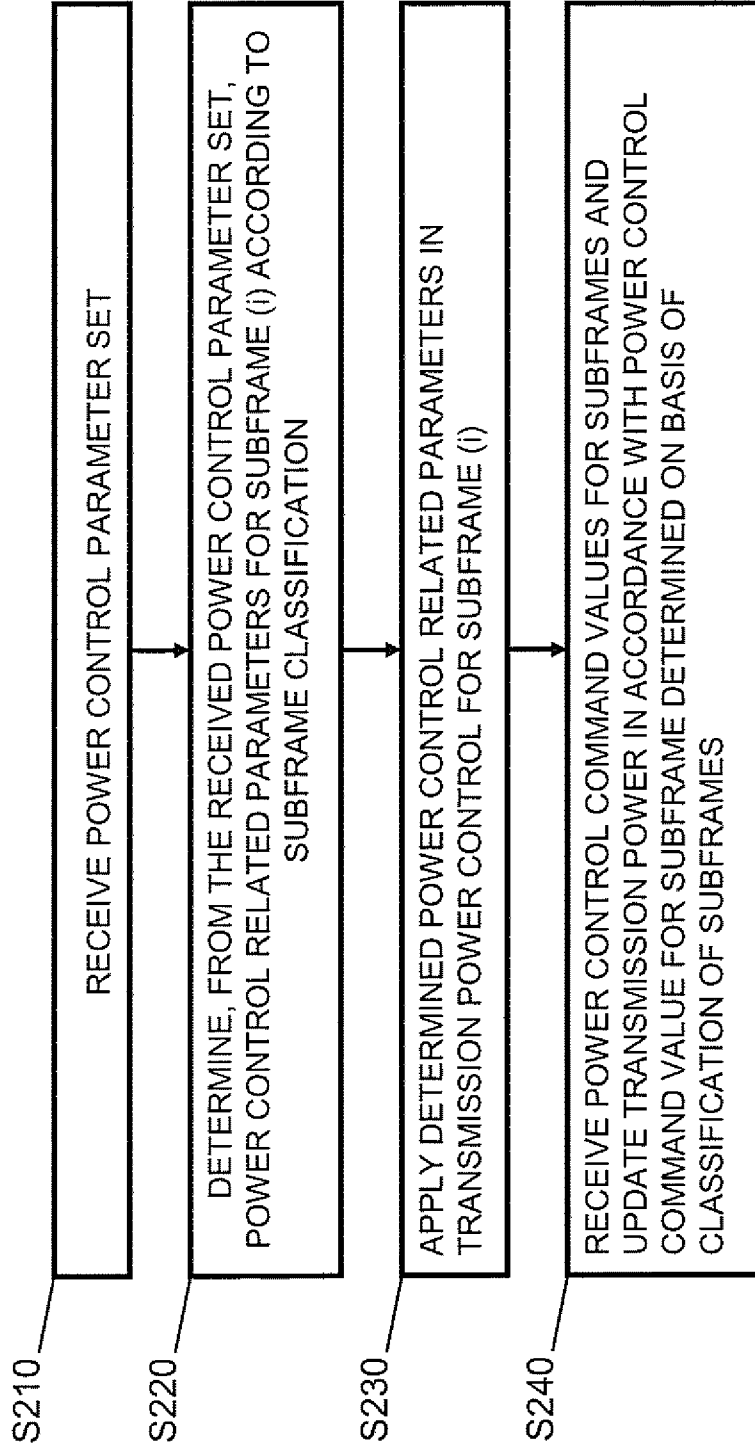 S210
RECEIVE POWER CONTROL PARAMETER SET
S220
DETERMINE, FROM THE RECEIVED POWER CONTROL PARAMETER SET,
POWER CONTROL RELATED PARAMETERS FOR SUBFRAME (i) ACCORDING TO
SUBFRAME CLASSIFICATION
S230
APPLY DETERMINED POWER CONTROL RELATED PARAMETERS IN
TRANSMISSION POWER CONTROL FOR SUBFRAME (i)
S240
RECEIVE POWER CONTROL COMMAND VALUES FOR SUBFRAMES AND
UPDATE TRANSMISSION POWER IN ACCORDANCE WITH POWER CONTROL
COMMAND VALUE FOR SUBFRAME DETERMINED ON BASIS OF
CLASSIFICATION OF SUBFRAMES